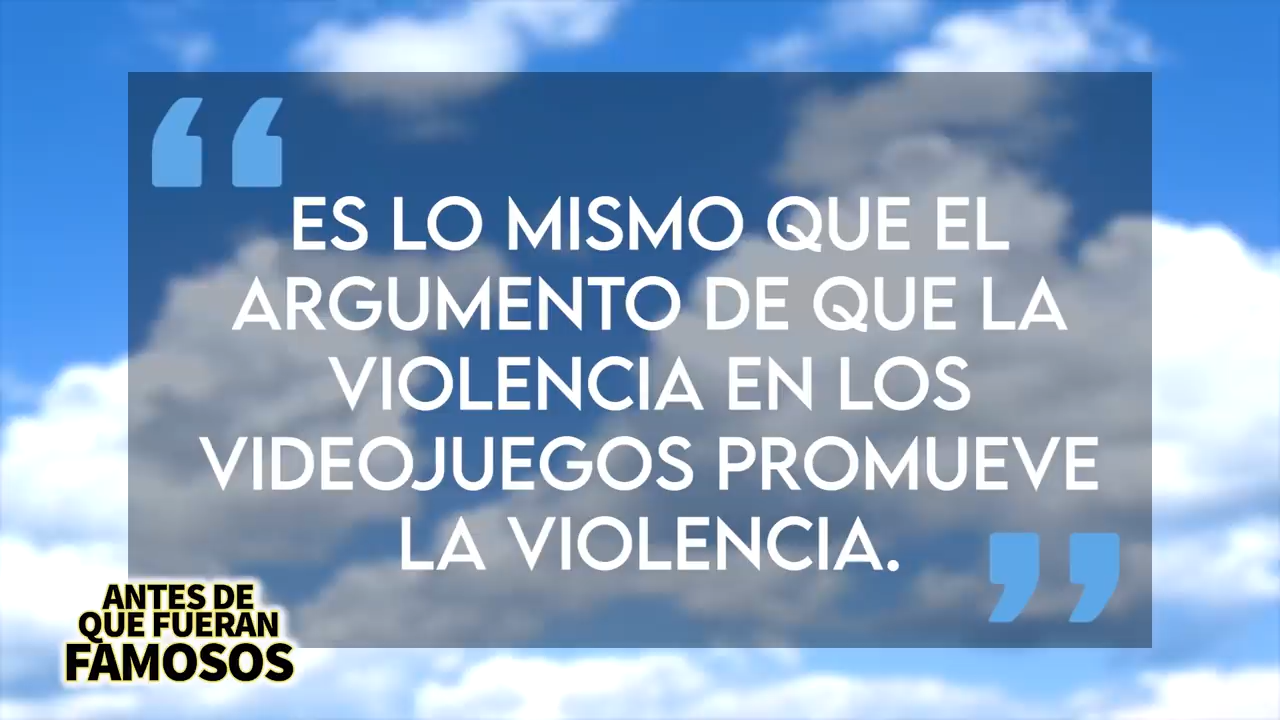 “
ES LO MISMO QUE EL
ARGUMENTO DE QUE LA
VIOLENCIA EN LOS
VIDEOJUEGOS PROMUEVE
LA VIOLENCIA.
”
ANTES DE
QUE FUERAN
FAMOSOS